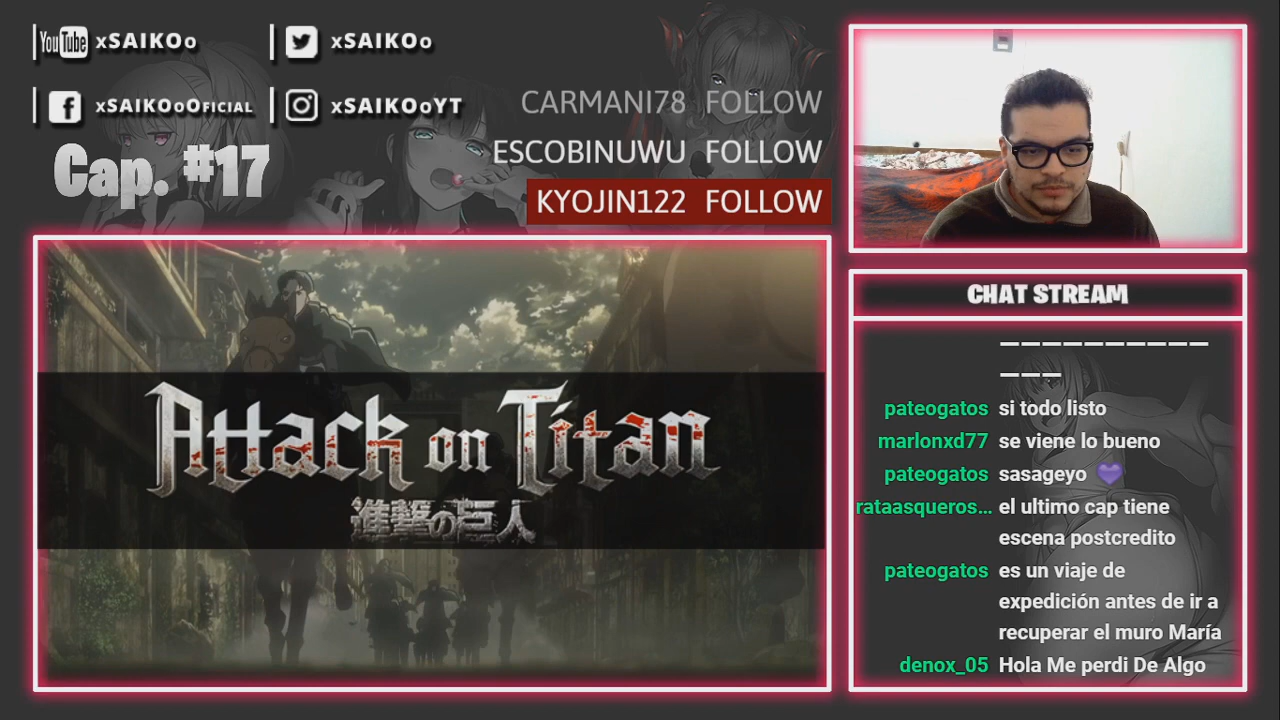 YouTube xSAIKOo
xSAIKOo
xSAIKOoOFICIAL
xSAIKOoYT
Cap. #17
CARMANI78 FOLLOW
ESCOBINUWU FOLLOW
KYOJIN122 FOLLOW
Attack on Titan
進撃の巨人
CHAT STREAM
——————————
———
pateogatos si todo listo
marlonxd77 se viene lo bueno
pateogatos sasageyo 💜
rataasqueros... el ultimo cap tiene
escena postcredito
pateogatos es un viaje de
expedición antes de ir a
recuperar el muro María
denox_05 Hola Me perdi De Algo